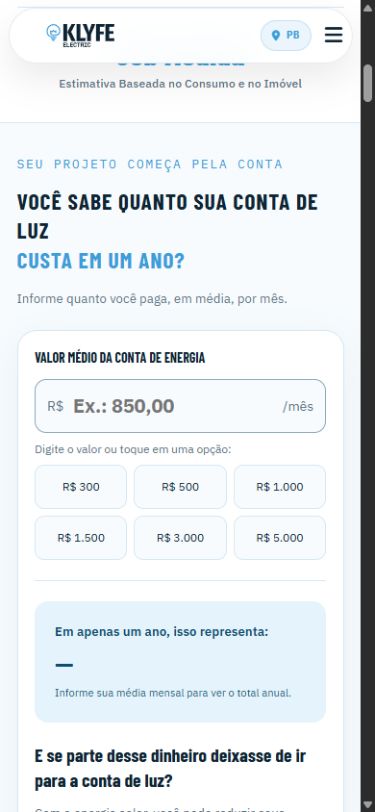 KLYFE
ELECTRIC
PB
Estimativa Baseada no Consumo e no Imóvel
SEU PROJETO COMEÇA PELA CONTA
VOCÊ SABE QUANTO SUA CONTA DE
LUZ
CUSTA EM UM ANO?
Informe quanto você paga, em média, por mês.
VALOR MÉDIO DA CONTA DE ENERGIA
R$ Ex.: 850,00 /mês
Digite o valor ou toque em uma opção:
R$ 300 R$ 500 R$ 1.000
R$ 1.500 R$ 3.000 R$ 5.000
Em apenas um ano, isso representa:
—
Informe sua média mensal para ver o total anual.
E se parte desse dinheiro deixasse de ir
para a conta de luz?